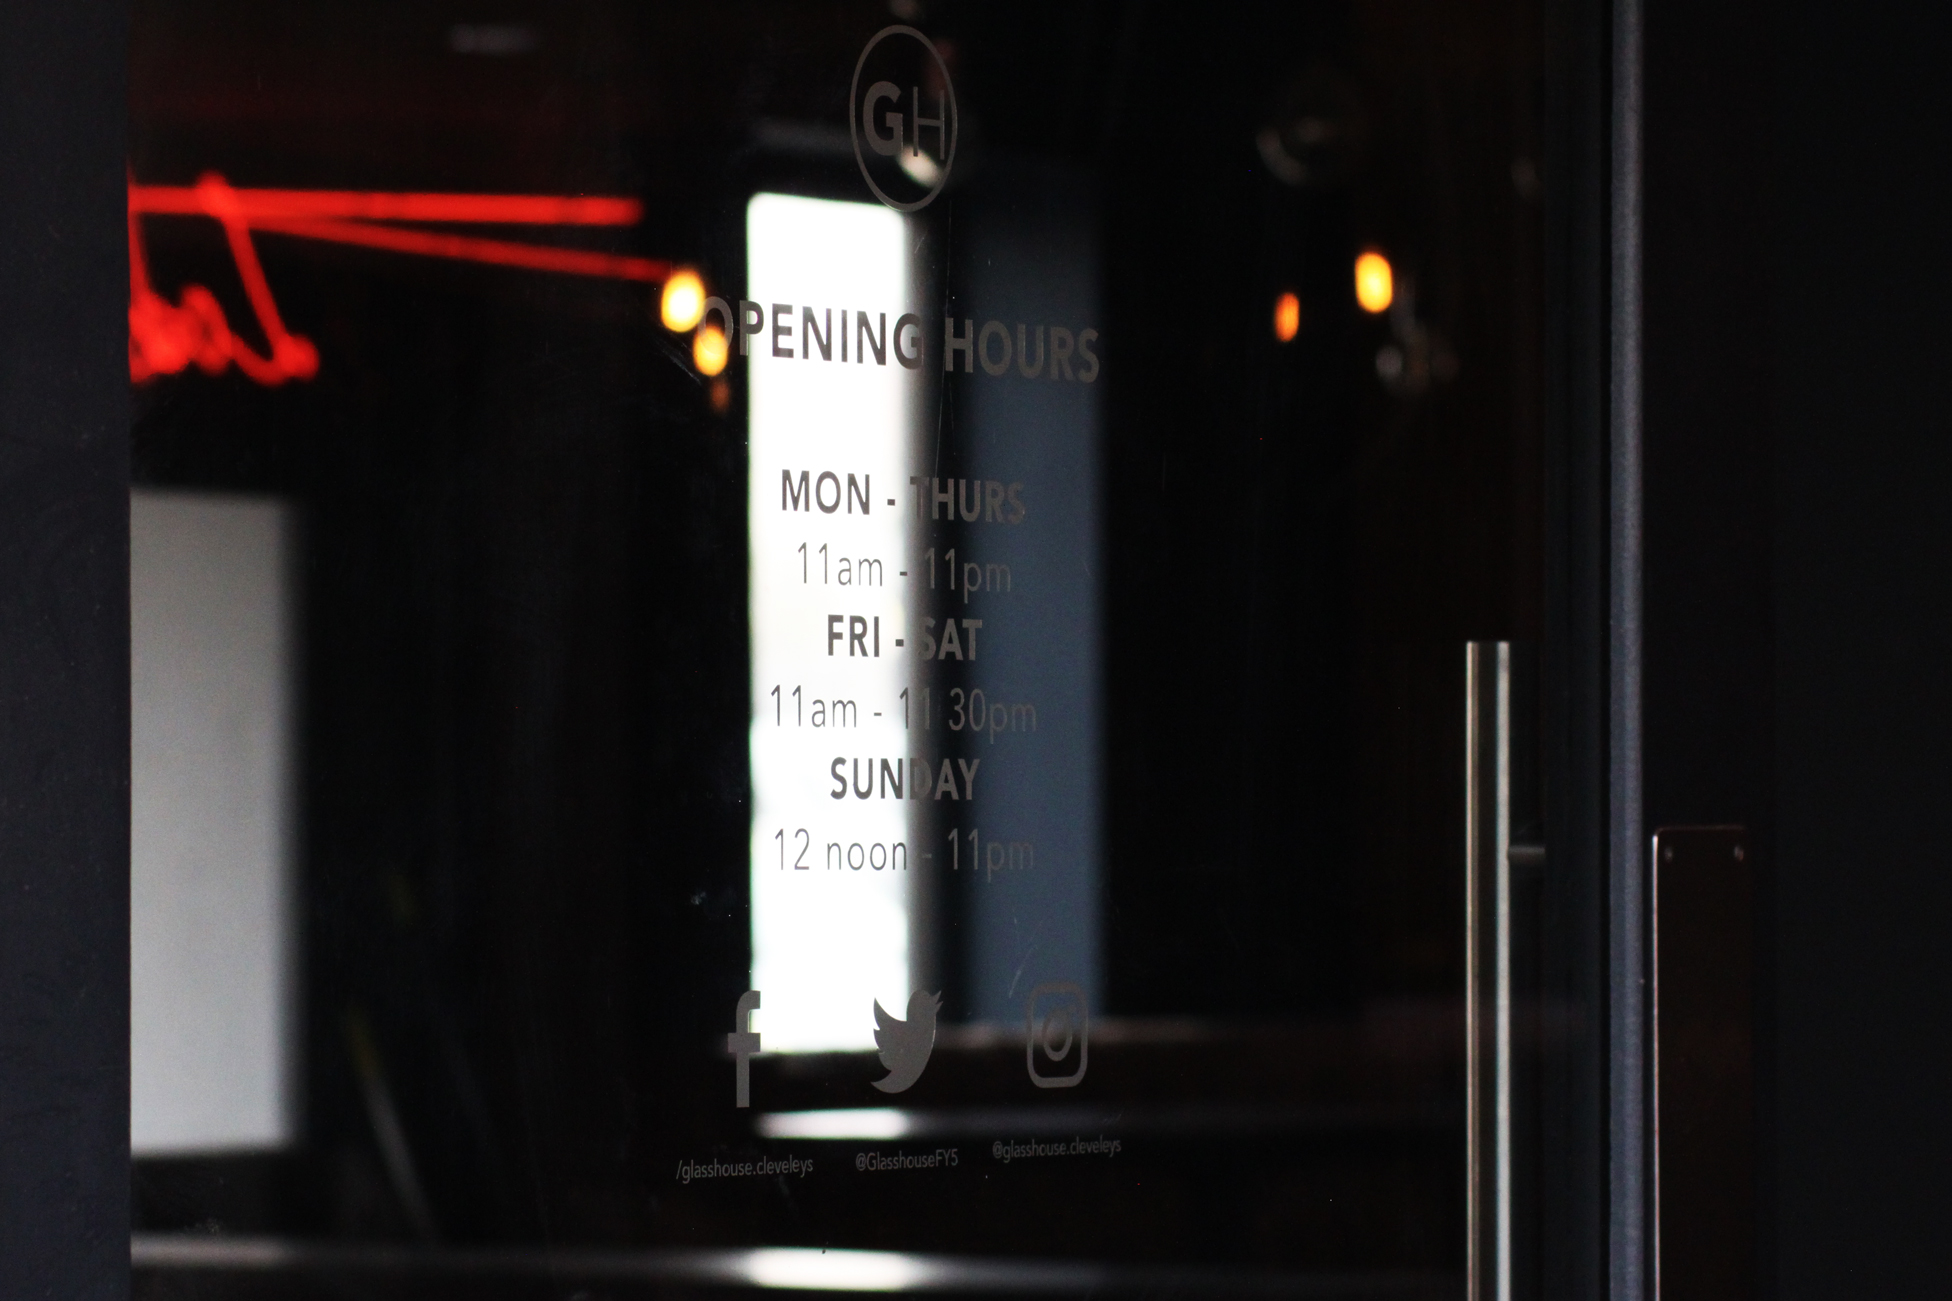 GH
OPENING HOURS
MON - THURS
11am - 11pm
FRI - SAT
11am - 11 30pm
SUNDAY
12 noon - 11pm
/glasshouse.cleveleys
@GlasshouseFY5
@glasshouse.cleveleys